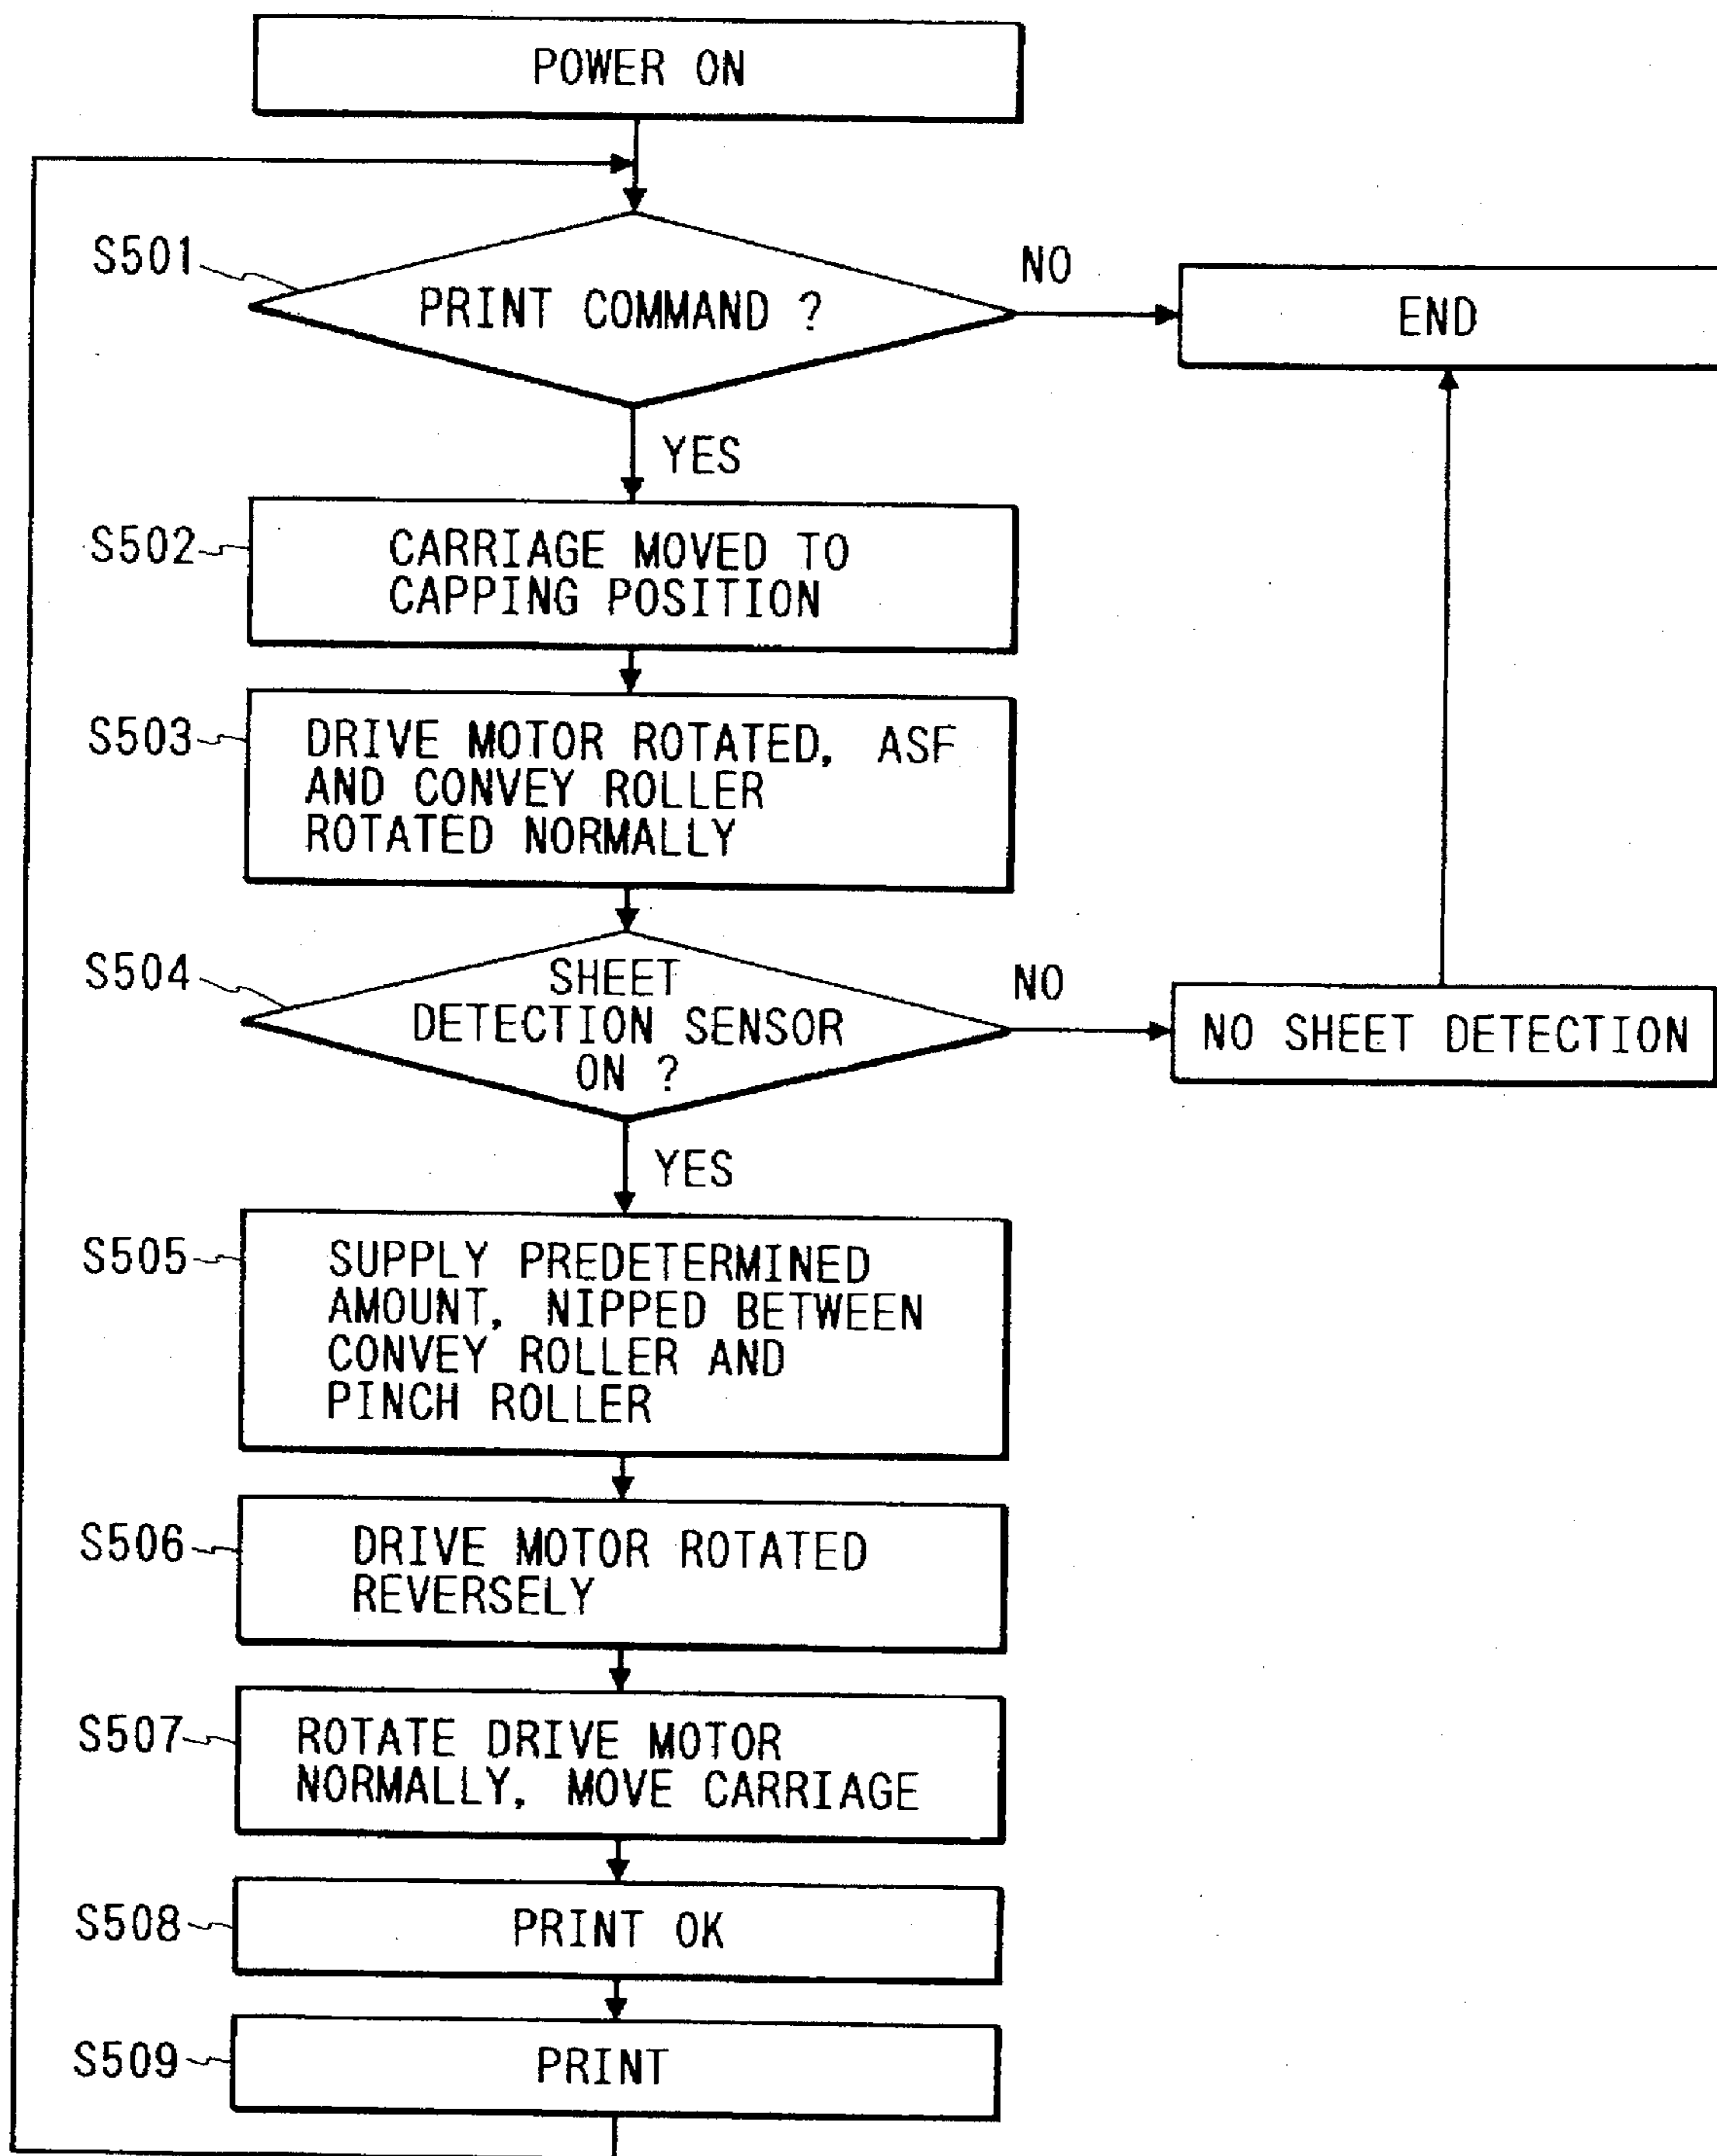 POWER ON
S501
PRINT COMMAND ?
NO
END
YES
S502
CARRIAGE MOVED TO
CAPPING POSITION
S503
DRIVE MOTOR ROTATED, ASF
AND CONVEY ROLLER
ROTATED NORMALLY
S504
SHEET
DETECTION SENSOR
ON ?
NO
NO SHEET DETECTION
YES
S505
SUPPLY PREDETERMINED
AMOUNT, NIPPED BETWEEN
CONVEY ROLLER AND
PINCH ROLLER
S506
DRIVE MOTOR ROTATED
REVERSELY
S507
ROTATE DRIVE MOTOR
NORMALLY, MOVE CARRIAGE
S508
PRINT OK
S509
PRINT